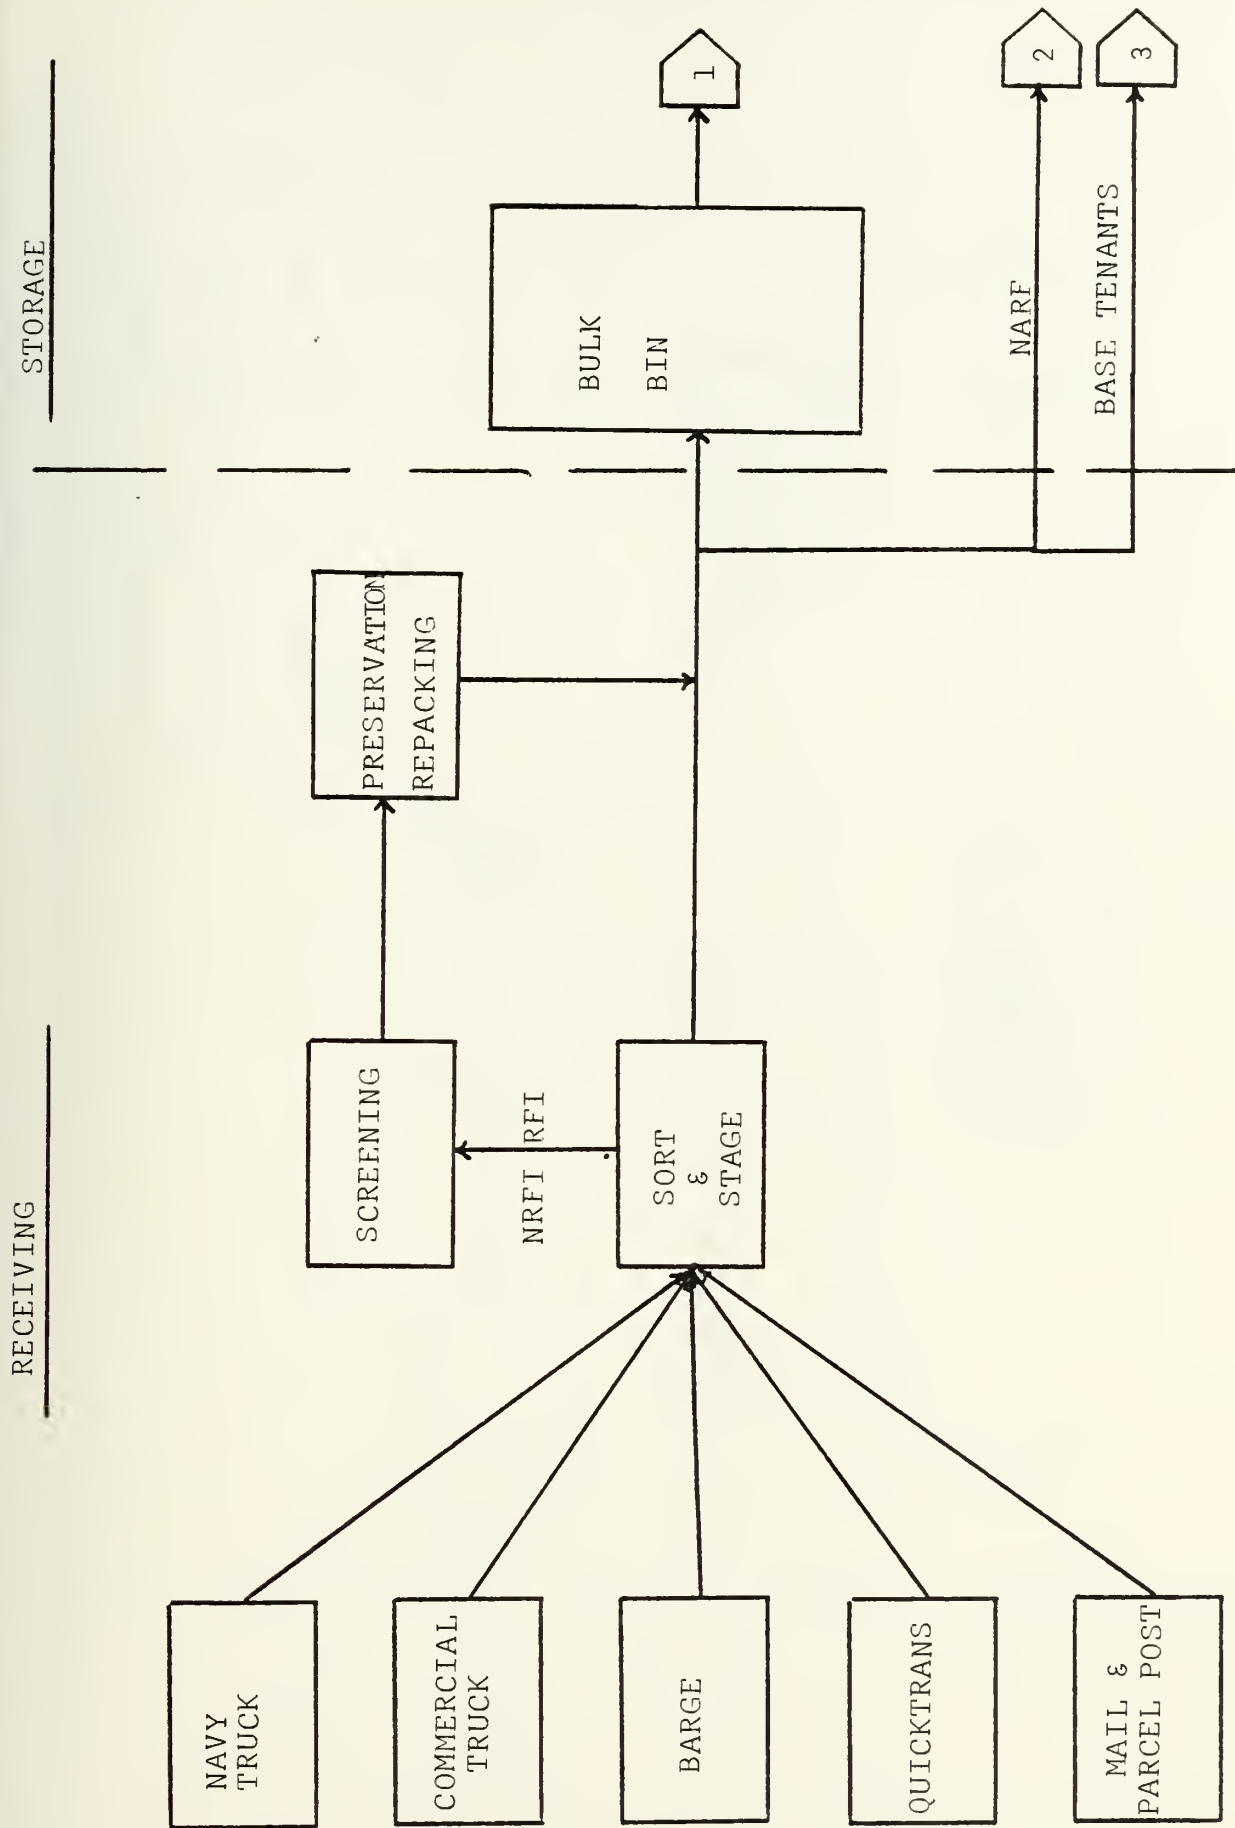 RECEIVING
STORAGE
NAVY
TRUCK
COMMERCIAL
TRUCK
BARGE
QUICKTRANS
MAIL &
PARCEL POST
SCREENING
NRFI RFI
SORT
&
STAGE
PRESERVATION
REPACKING
BULK
BIN
NARF
BASE TENANTS
1
2
3